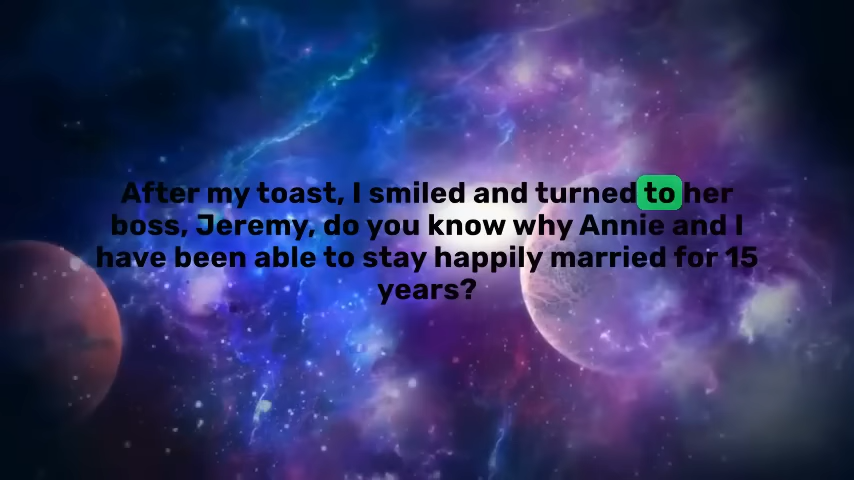 After my toast, I smiled and turned to her
boss, Jeremy, do you know why Annie and I
have been able to stay happily married for 15
years?